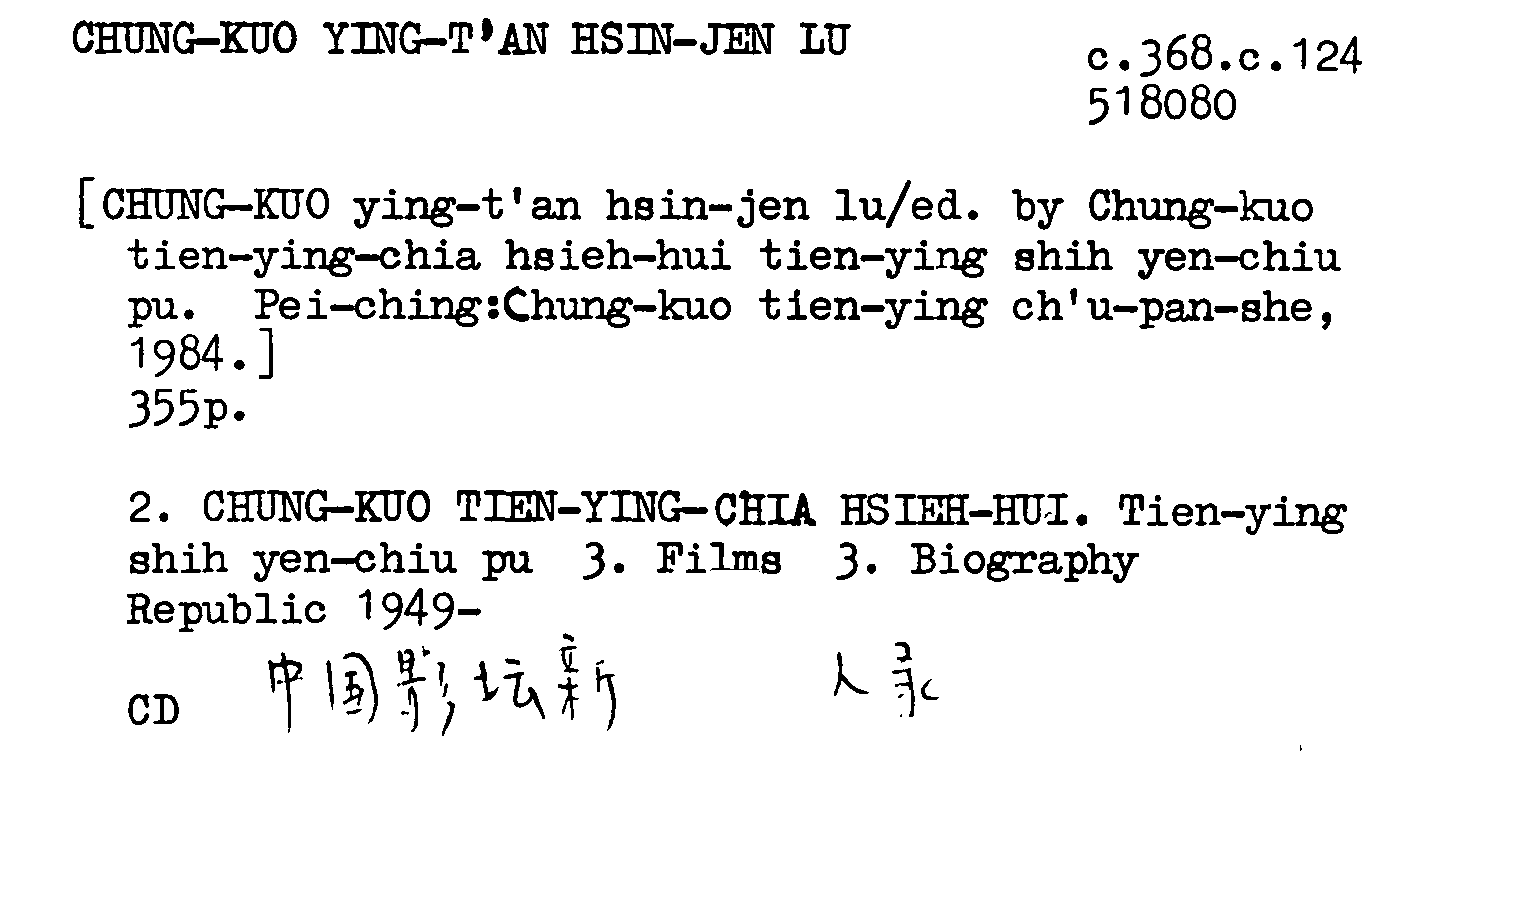 CHUNG-KUO YING-T'AN HSIN-JEN LU
c.368.c.124
518080
[CHUNG-KUO ying-t'an hsin-jen lu/ed. by Chung-kuo
tien-ying-chia hsieh-hui tien-ying shih yen-chiu
pu. Pei-ching:Chung-kuo tien-ying ch'u-pan-she,
1984.]
355p.
2. CHUNG-KUO TIEN-YING-CHIA HSIEH-HUI. Tien-ying
shih yen-chiu pu 3. Films 3. Biography
Republic 1949-
CD 中国影坛新 人录